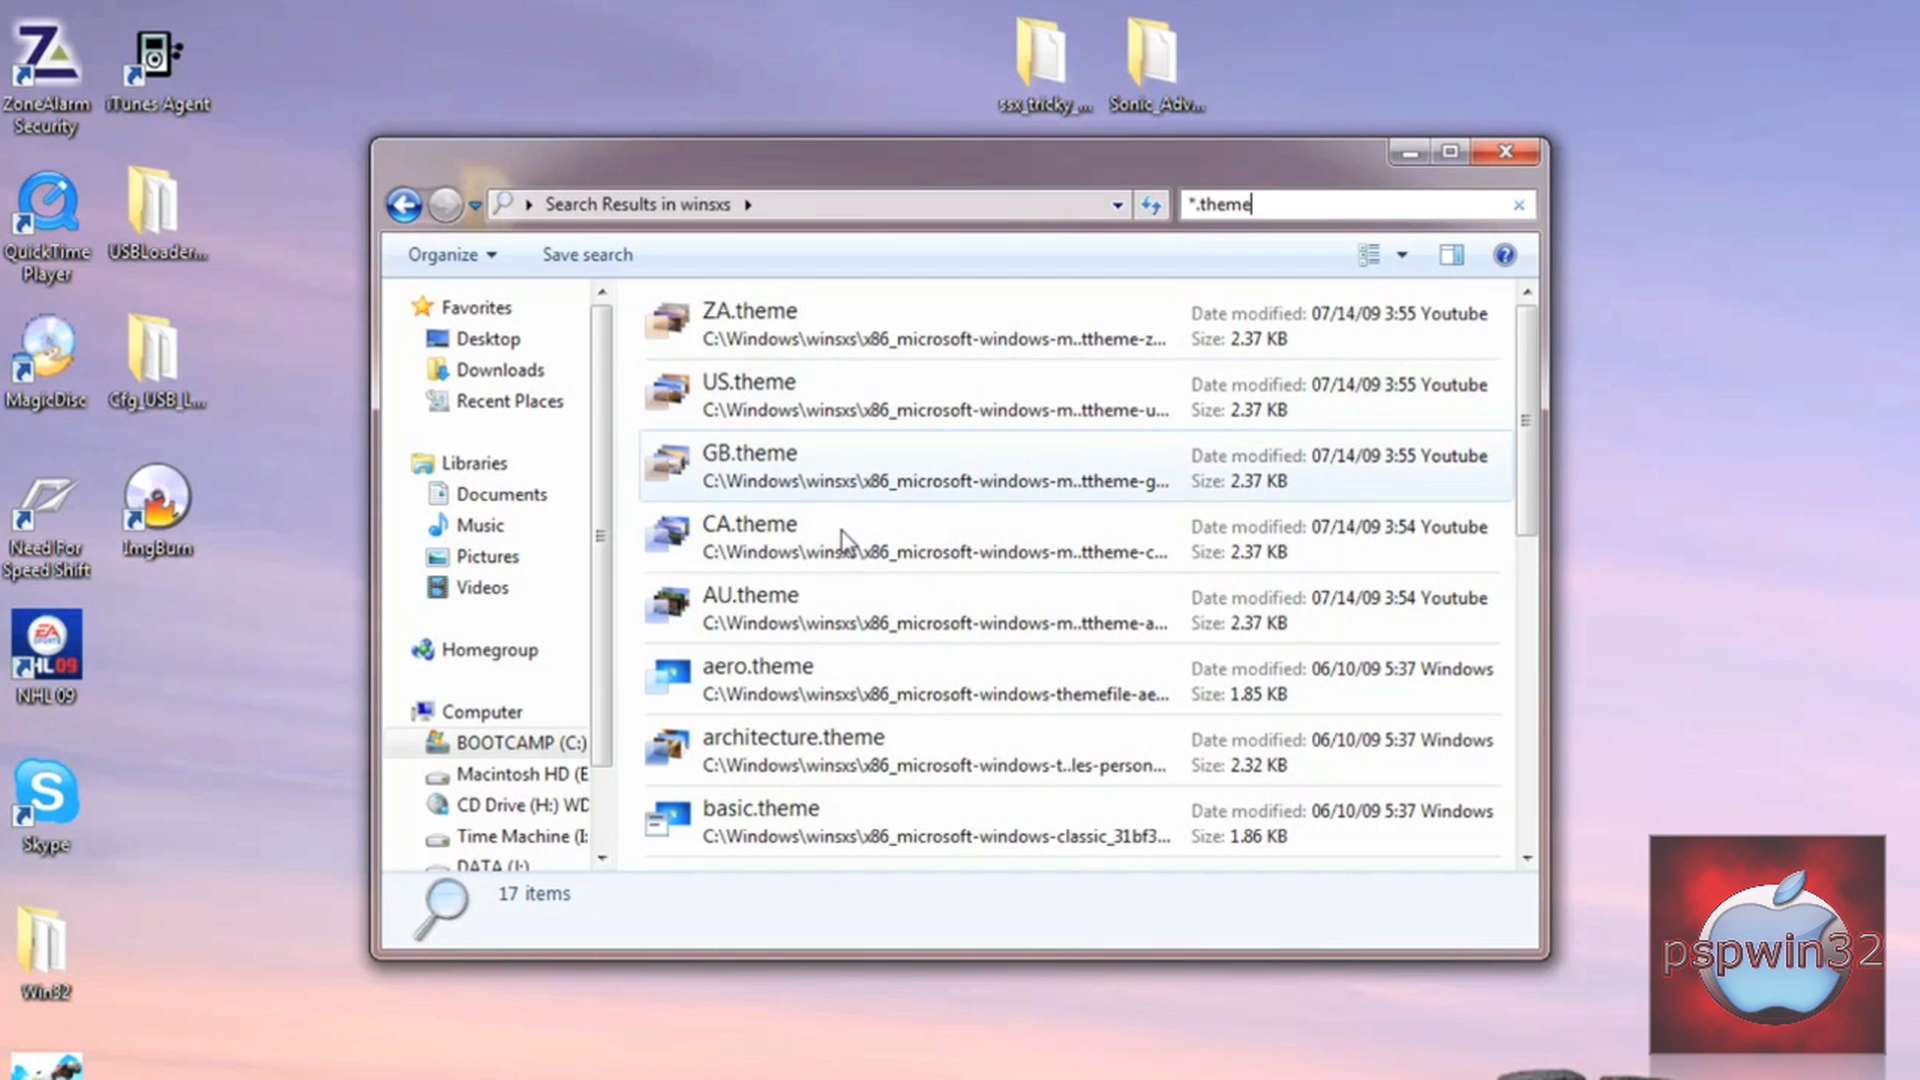 ZoneAlarm
Security
iTunes Agent
ssx_tricky_...
Sonic_Adv...
QuickTime
Player
USBLoader...
MagicDisc
Cfg_USB_L...
Need For
Speed Shift
ImgBurn
EA
SPORTS
NHL 09
Skype
Win32
Search Results in winsxs
*.theme
Organize
Save search
Favorites
Desktop
Downloads
Recent Places
Libraries
Documents
Music
Pictures
Videos
Homegroup
Computer
BOOTCAMP (C:)
Macintosh HD (E
CD Drive (H:) WD
Time Machine (I:
DATA (J:)
ZA.theme
C:\Windows\winsxs\x86_microsoft-windows-m..ttheme-z...
Date modified: 07/14/09 3:55 Youtube
Size: 2.37 KB
US.theme
C:\Windows\winsxs\x86_microsoft-windows-m..ttheme-u...
Date modified: 07/14/09 3:55 Youtube
Size: 2.37 KB
GB.theme
C:\Windows\winsxs\x86_microsoft-windows-m..ttheme-g...
Date modified: 07/14/09 3:55 Youtube
Size: 2.37 KB
CA.theme
C:\Windows\winsxs\x86_microsoft-windows-m..ttheme-c...
Date modified: 07/14/09 3:54 Youtube
Size: 2.37 KB
AU.theme
C:\Windows\winsxs\x86_microsoft-windows-m..ttheme-a...
Date modified: 07/14/09 3:54 Youtube
Size: 2.37 KB
aero.theme
C:\Windows\winsxs\x86_microsoft-windows-themefile-ae...
Date modified: 06/10/09 5:37 Windows
Size: 1.85 KB
architecture.theme
C:\Windows\winsxs\x86_microsoft-windows-t..les-person...
Date modified: 06/10/09 5:37 Windows
Size: 2.32 KB
basic.theme
C:\Windows\winsxs\x86_microsoft-windows-classic_31bf3...
Date modified: 06/10/09 5:37 Windows
Size: 1.86 KB
17 items
pspwin32